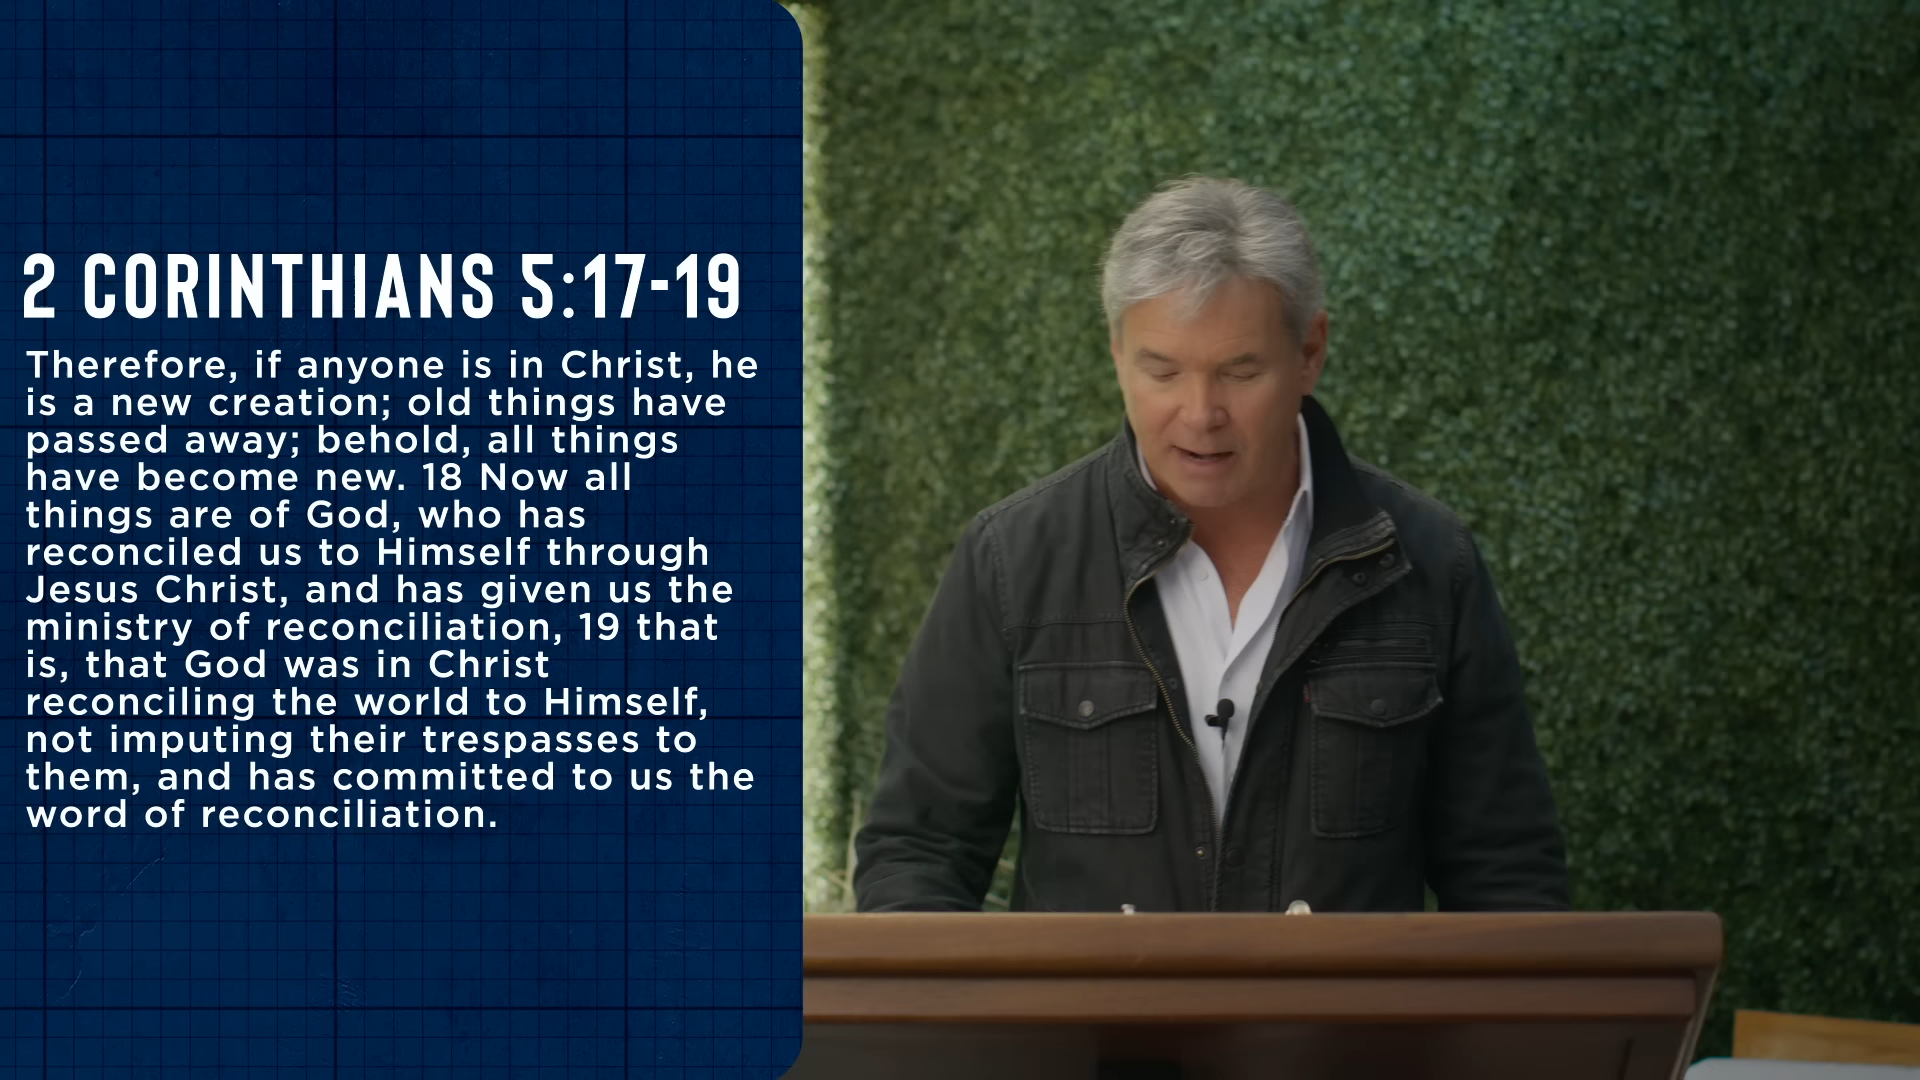 2 CORINTHIANS 5:17-19
Therefore, if anyone is in Christ, he
is a new creation; old things have
passed away; behold, all things
have become new. 18 Now all
things are of God, who has
reconciled us to Himself through
Jesus Christ, and has given us the
ministry of reconciliation, 19 that
is, that God was in Christ
reconciling the world to Himself,
not imputing their trespasses to
them, and has committed to us the
word of reconciliation.